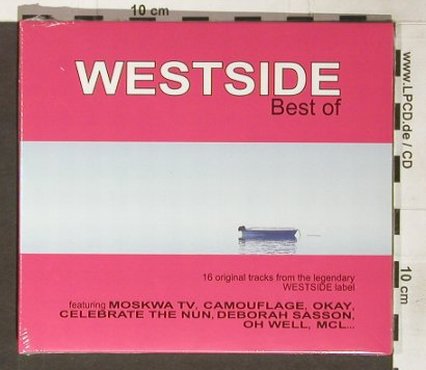 10 cm
WESTSIDE
Best of
16 original tracks from the legendary
WESTSIDE label
featuring MOSKWA TV, CAMOUFLAGE, OKAY,
CELEBRATE THE NUN, DEBORAH SASSON,
OH WELL, MCL...
www.LPCD.de / CD
10 cm